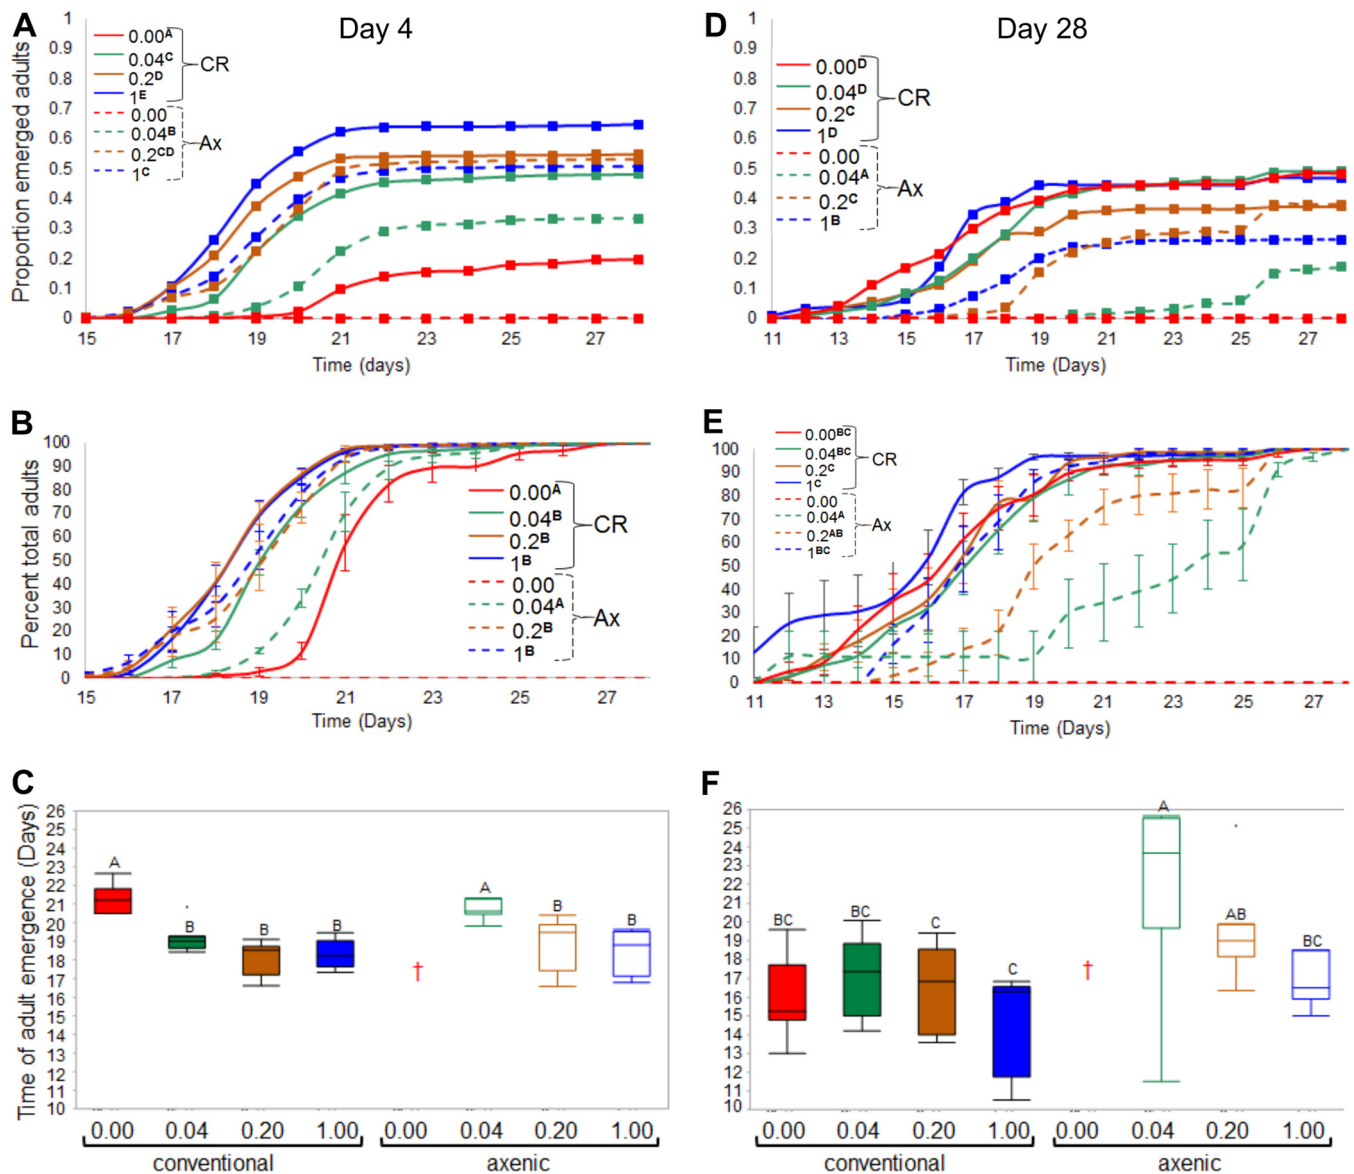 A
Day 4
Proportion emerged adults
1
0.9
0.8
0.7
0.6
0.5
0.4
0.3
0.2
0.1
0
0.00A
0.04C
0.2D
1E
CR
0.00
0.04B
0.2CD
1C
Ax
15 17 19 21 23 25 27
Time (days)
D
Day 28
1
0.9
0.8
0.7
0.6
0.5
0.4
0.3
0.2
0.1
0
0.00D
0.04D
0.2C
1D
CR
0.00
0.04A
0.2C
1B
Ax
11 13 15 17 19 21 23 25 27
Time (Days)
B
Percent total adults
100
90
80
70
60
50
40
30
20
10
0
0.00A
0.04B
0.2B
1B
CR
0.00
0.04A
0.2B
1B
Ax
15 17 19 21 23 25 27
Time (Days)
E
100
90
80
70
60
50
40
30
20
10
0
0.00BC
0.04BC
0.2C
1C
CR
0.00
0.04A
0.2AB
1BC
Ax
11 13 15 17 19 21 23 25 27
Time (Days)
C
Time of adult emergence (Days)
26
25
24
23
22
21
20
19
18
17
16
15
14
13
12
11
10
A B B B † A B B
0.00 0.04 0.20 1.00 0.00 0.04 0.20 1.00
conventional axenic
F
26
25
24
23
22
21
20
19
18
17
16
15
14
13
12
11
10
BC BC C C † A AB BC
0.00 0.04 0.20 1.00 0.00 0.04 0.20 1.00
conventional axenic